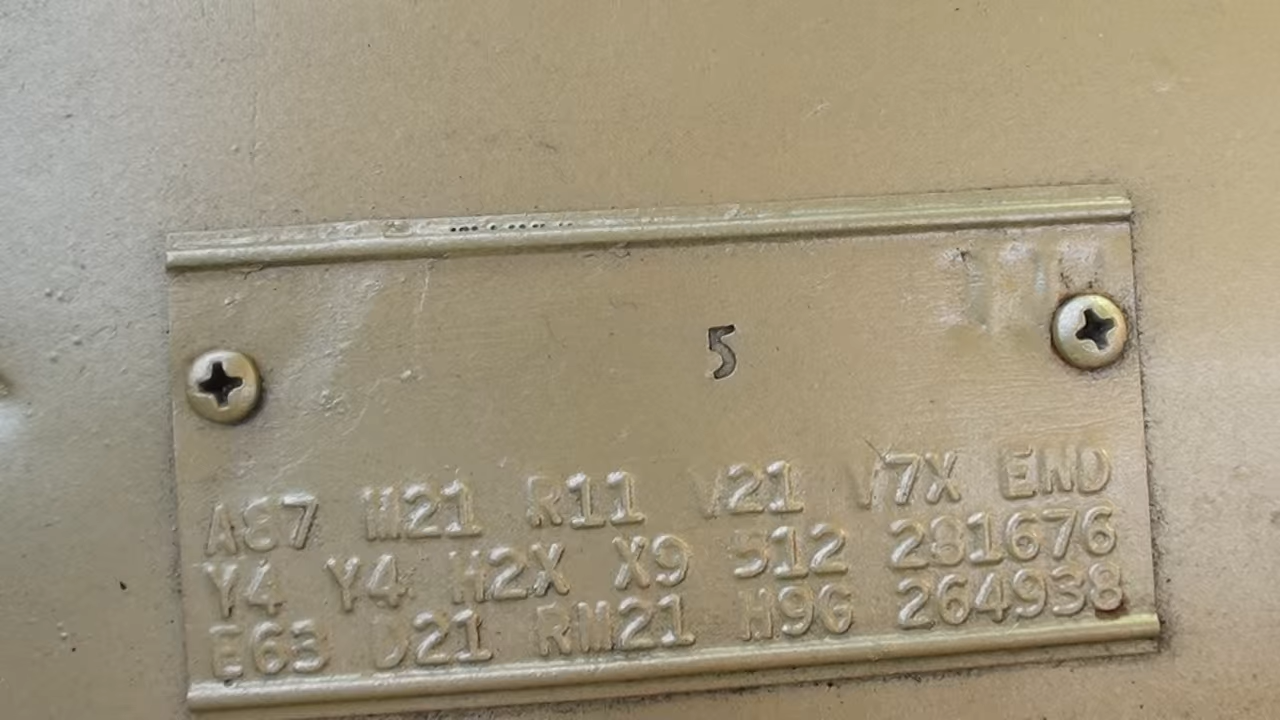 5
A87 M21 R11 V21 V7X END
Y4 Y4 H2X X9 512 281676
E63 D21 RM21 H9G 264938